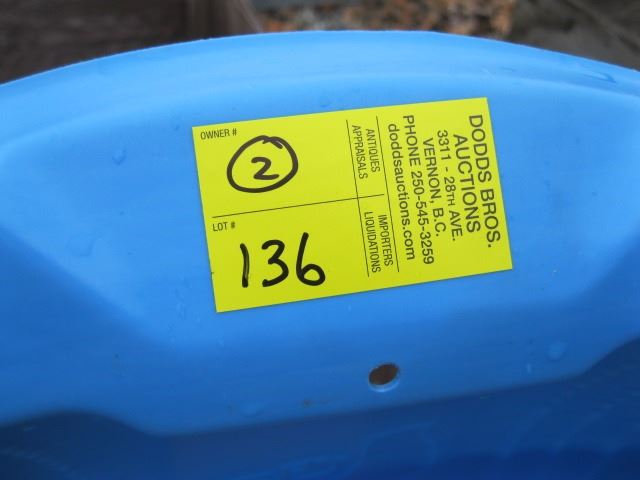 OWNER #
2
LOT #
136
ANTIQUES
APPRAISALS
IMPORTERS
LIQUIDATIONS
DODDS BROS.
AUCTIONS
3311 - 28TH AVE.
VERNON, B.C.
PHONE 250-545-3259
doddsauctions.com